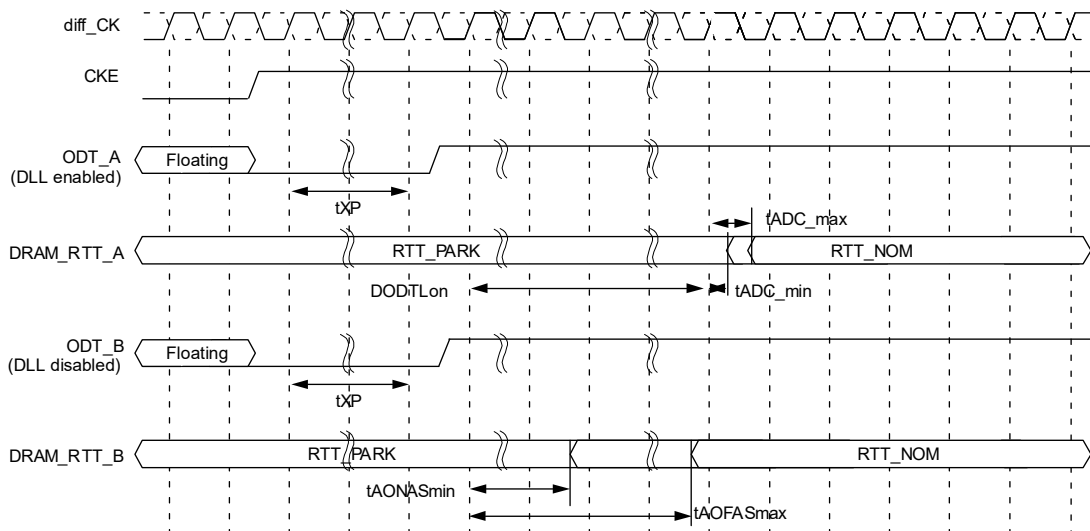 diff_CK
CKE
ODT_A
(DLL enabled)
Floating
tXP
tADC_max
DRAM_RTT_A
RTT_PARK
RTT_NOM
DODTLon
tADC_min
ODT_B
(DLL disabled)
Floating
tXP
DRAM_RTT_B
RTT_PARK
RTT_NOM
tAONASmin
tAOFASmax